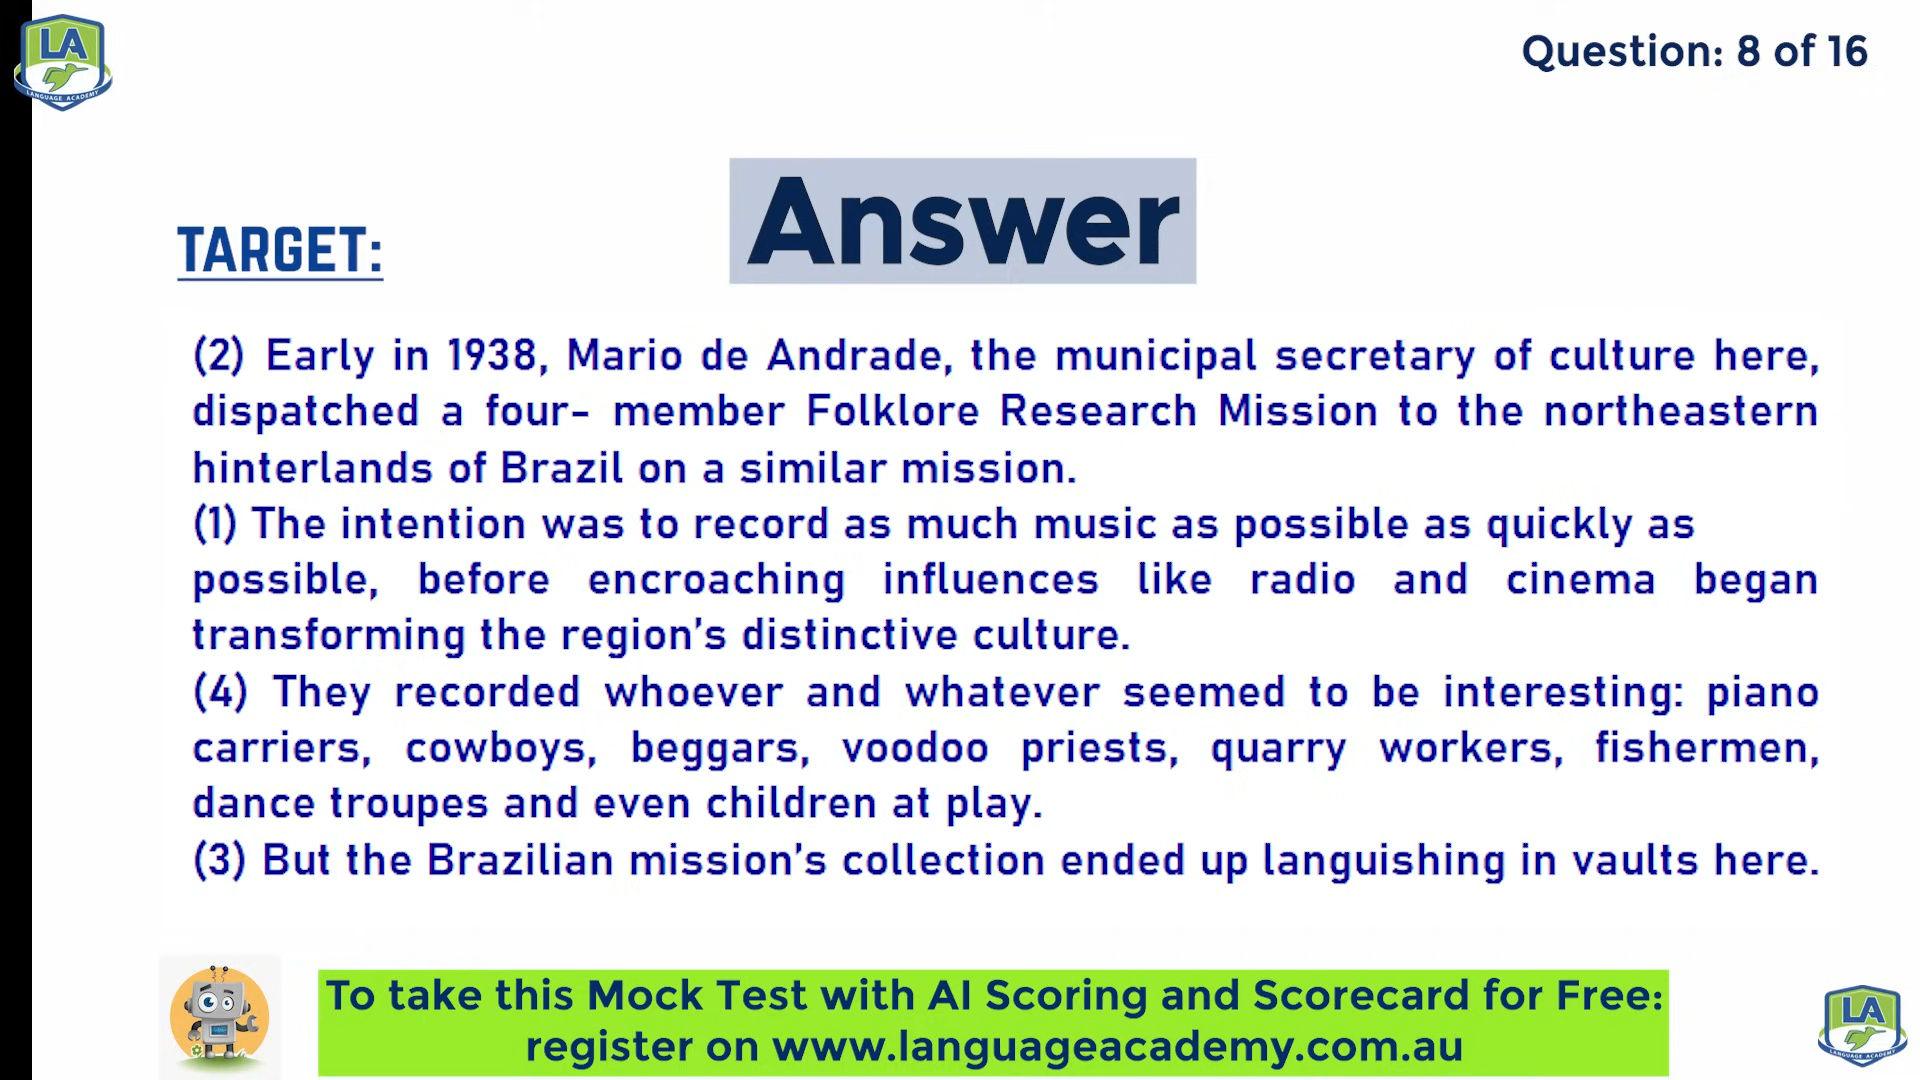 LA
LANGUAGE ACADEMY
Question: 8 of 16
Answer
TARGET:
(2) Early in 1938, Mario de Andrade, the municipal secretary of culture here,
dispatched a four- member Folklore Research Mission to the northeastern
hinterlands of Brazil on a similar mission.
(1) The intention was to record as much music as possible as quickly as
possible, before encroaching influences like radio and cinema began
transforming the region's distinctive culture.
(4) They recorded whoever and whatever seemed to be interesting: piano
carriers, cowboys, beggars, voodoo priests, quarry workers, fishermen,
dance troupes and even children at play.
(3) But the Brazilian mission's collection ended up languishing in vaults here.
To take this Mock Test with AI Scoring and Scorecard for Free:
register on www.languageacademy.com.au
LA
LANGUAGE ACADEMY